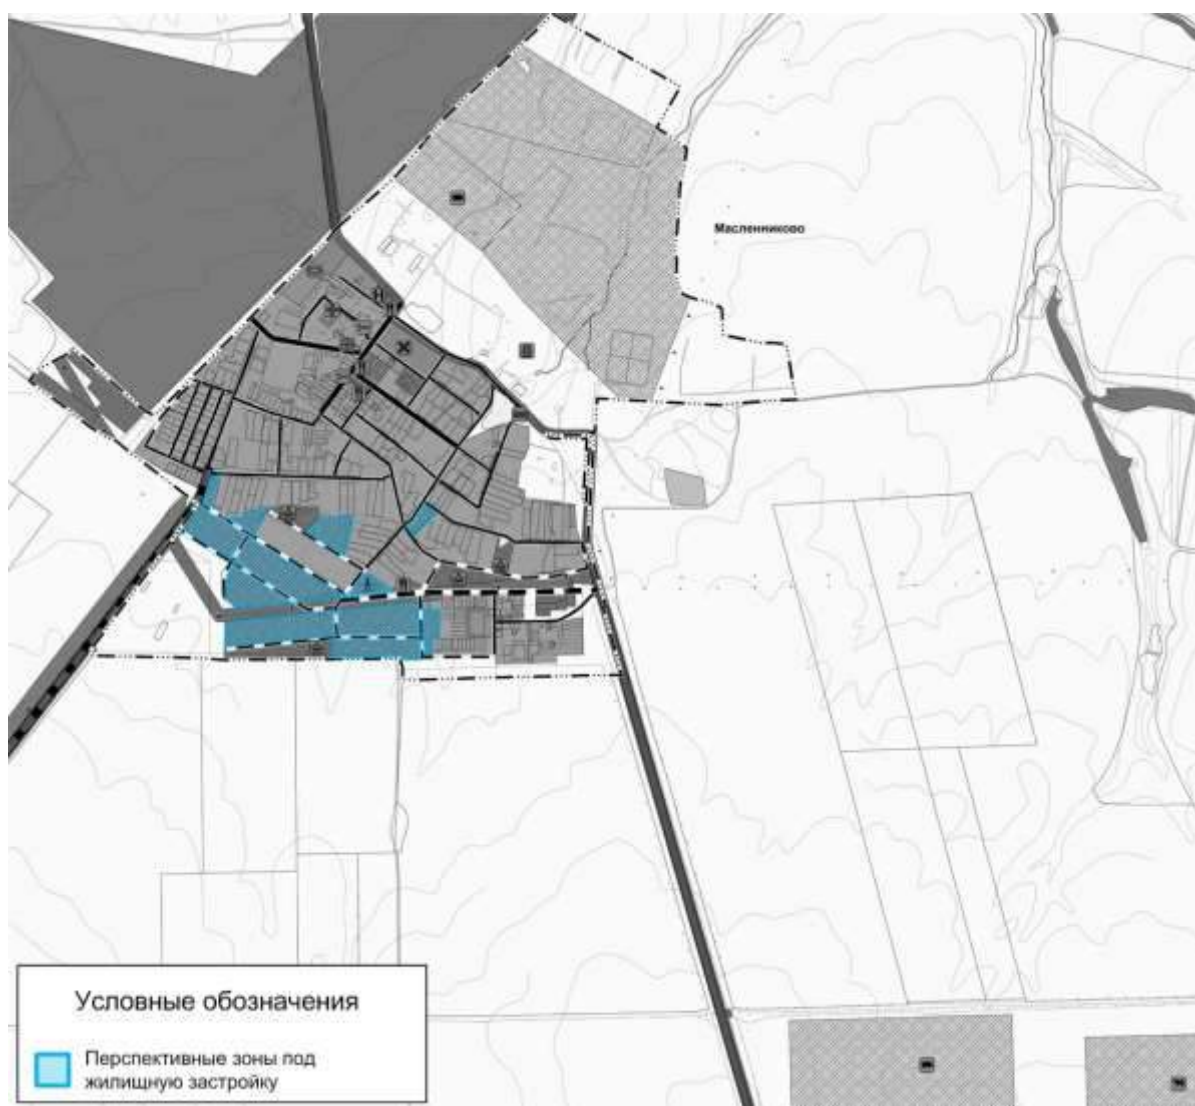 Масленниково
Условные обозначения
Перспективные зоны под
жилищную застройку